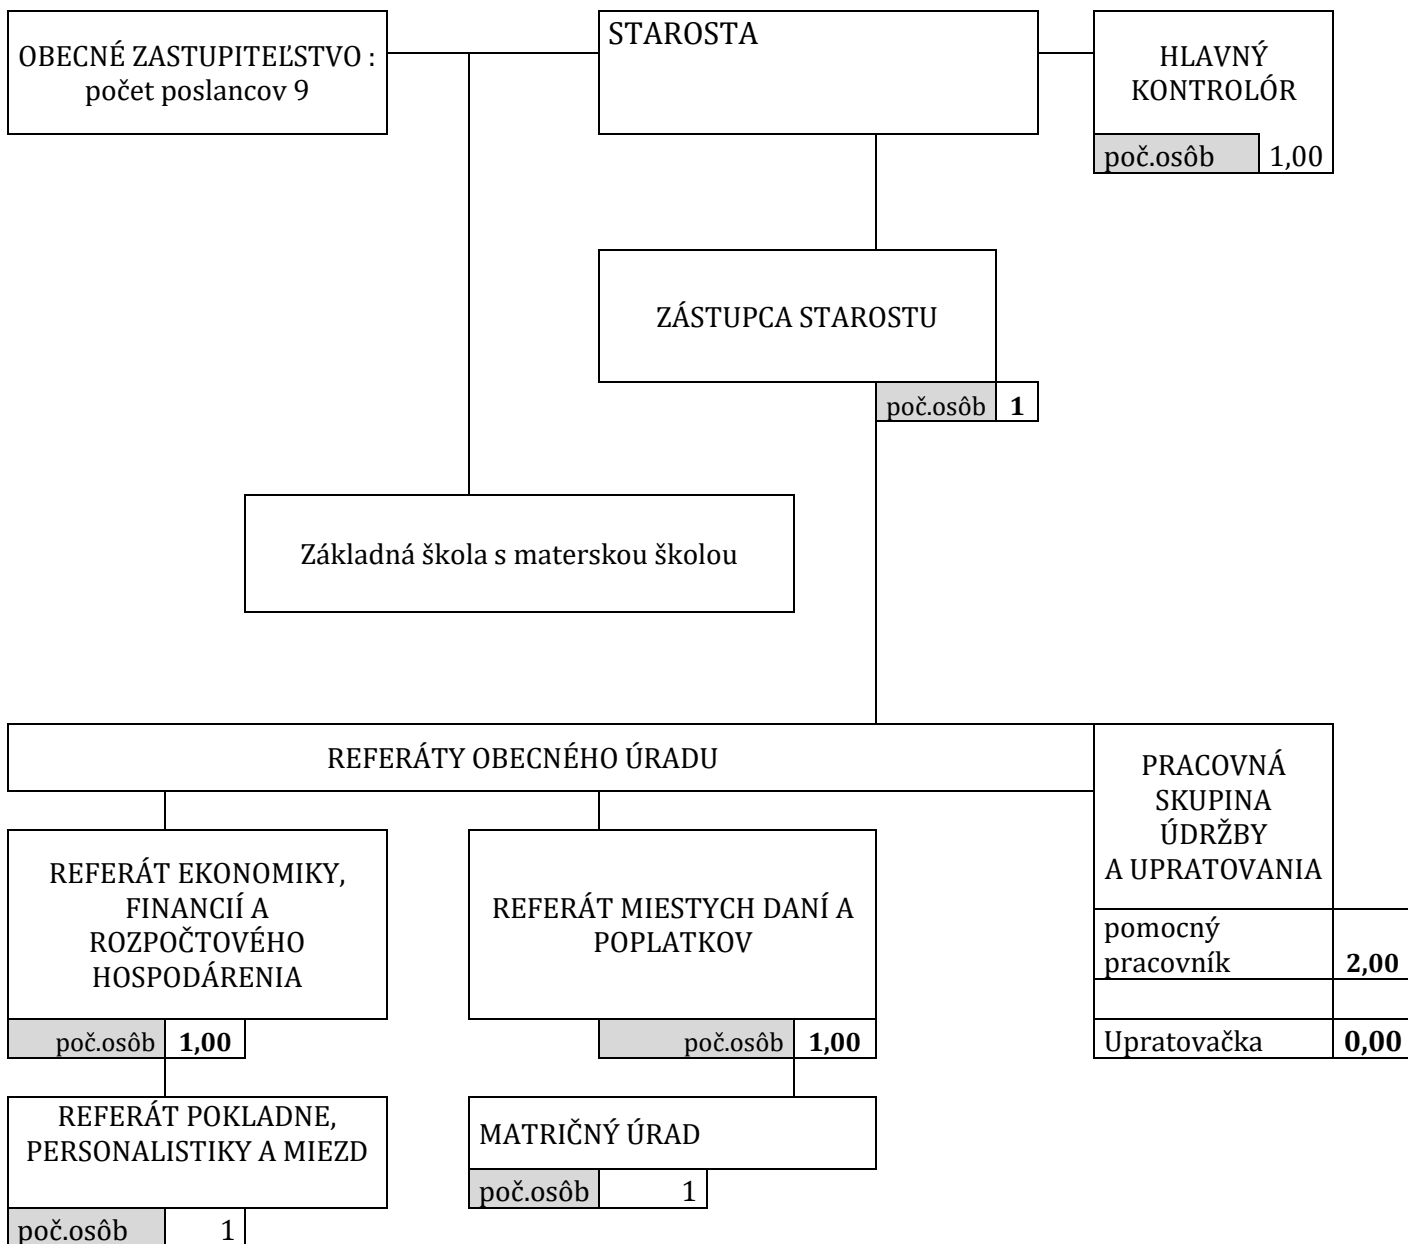 OBECNÉ ZASTUPITEĽSTVO :
počet poslancov 9
STAROSTA
HLAVNÝ
KONTROLÓR
poč.osôb 1,00
ZÁSTUPCA STAROSTU
poč.osôb 1
Základná škola s materskou školou
REFERÁTY OBECNÉHO ÚRADU
PRACOVNÁ
SKUPINA
ÚDRŽBY
A UPRATOVANIA
pomocný
pracovník 2,00
Upratovačka 0,00
REFERÁT EKONOMIKY,
FINANCIÍ A
ROZPOČTOVÉHO
HOSPODÁRENIA
poč.osôb 1,00
REFERÁT MIESTYCH DANÍ A
POPLATKOV
poč.osôb 1,00
REFERÁT POKLADNE,
PERSONALISTIKY A MIEZD
poč.osôb 1
MATRIČNÝ ÚRAD
poč.osôb 1